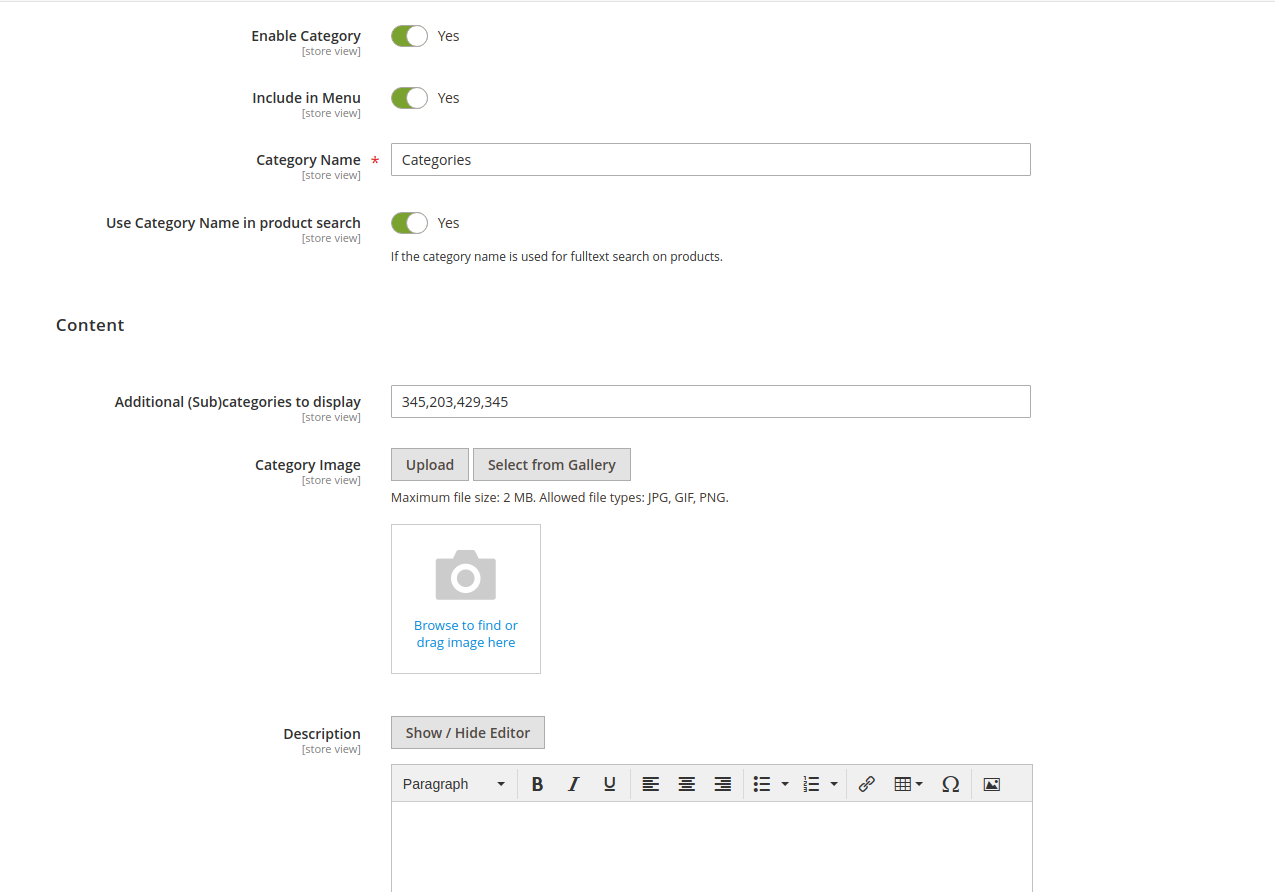 Enable Category
[store view]
Yes
Include in Menu
[store view]
Yes
Category Name *
[store view]
Categories
Use Category Name in product search
[store view]
Yes
If the category name is used for fulltext search on products.
Content
Additional (Sub)categories to display
[store view]
345,203,429,345
Category Image
[store view]
Upload
Select from Gallery
Maximum file size: 2 MB. Allowed file types: JPG, GIF, PNG.
Browse to find or
drag image here
Description
[store view]
Show / Hide Editor
Paragraph B I U Ω